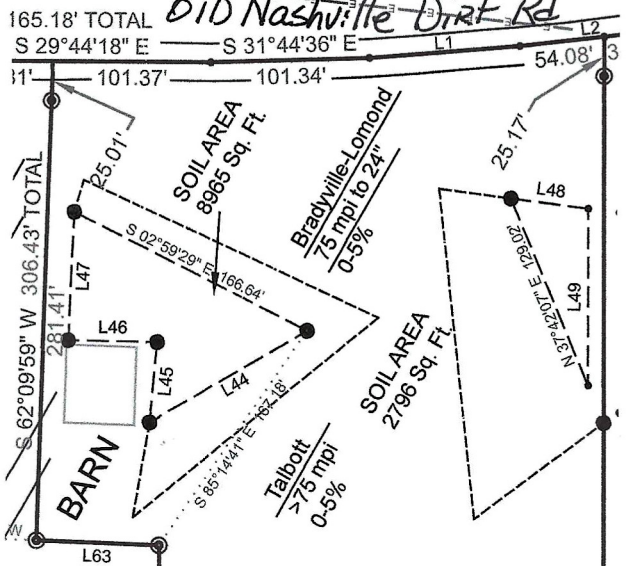 165.18' TOTAL
Old Nashville Dirt Rd
S 29°44'18" E
S 31°44'36" E
L1
L2
101.37'
101.34'
54.08'
25.01'
25.17'
SOIL AREA
8965 Sq. Ft.
Bradyville-Lomond
75 mpi to 24"
0-5%
L48
S 62°09'59" W 306.43' TOTAL
281.41'
L47
S 02°59'29" E 166.64'
N 37°42'07" E 129.02
L49
L46
L45
L44
SOIL AREA
2796 Sq. Ft.
BARN
S 85°14'41" E 167.18'
Talbott
>75 mpi
0-5%
W
L63